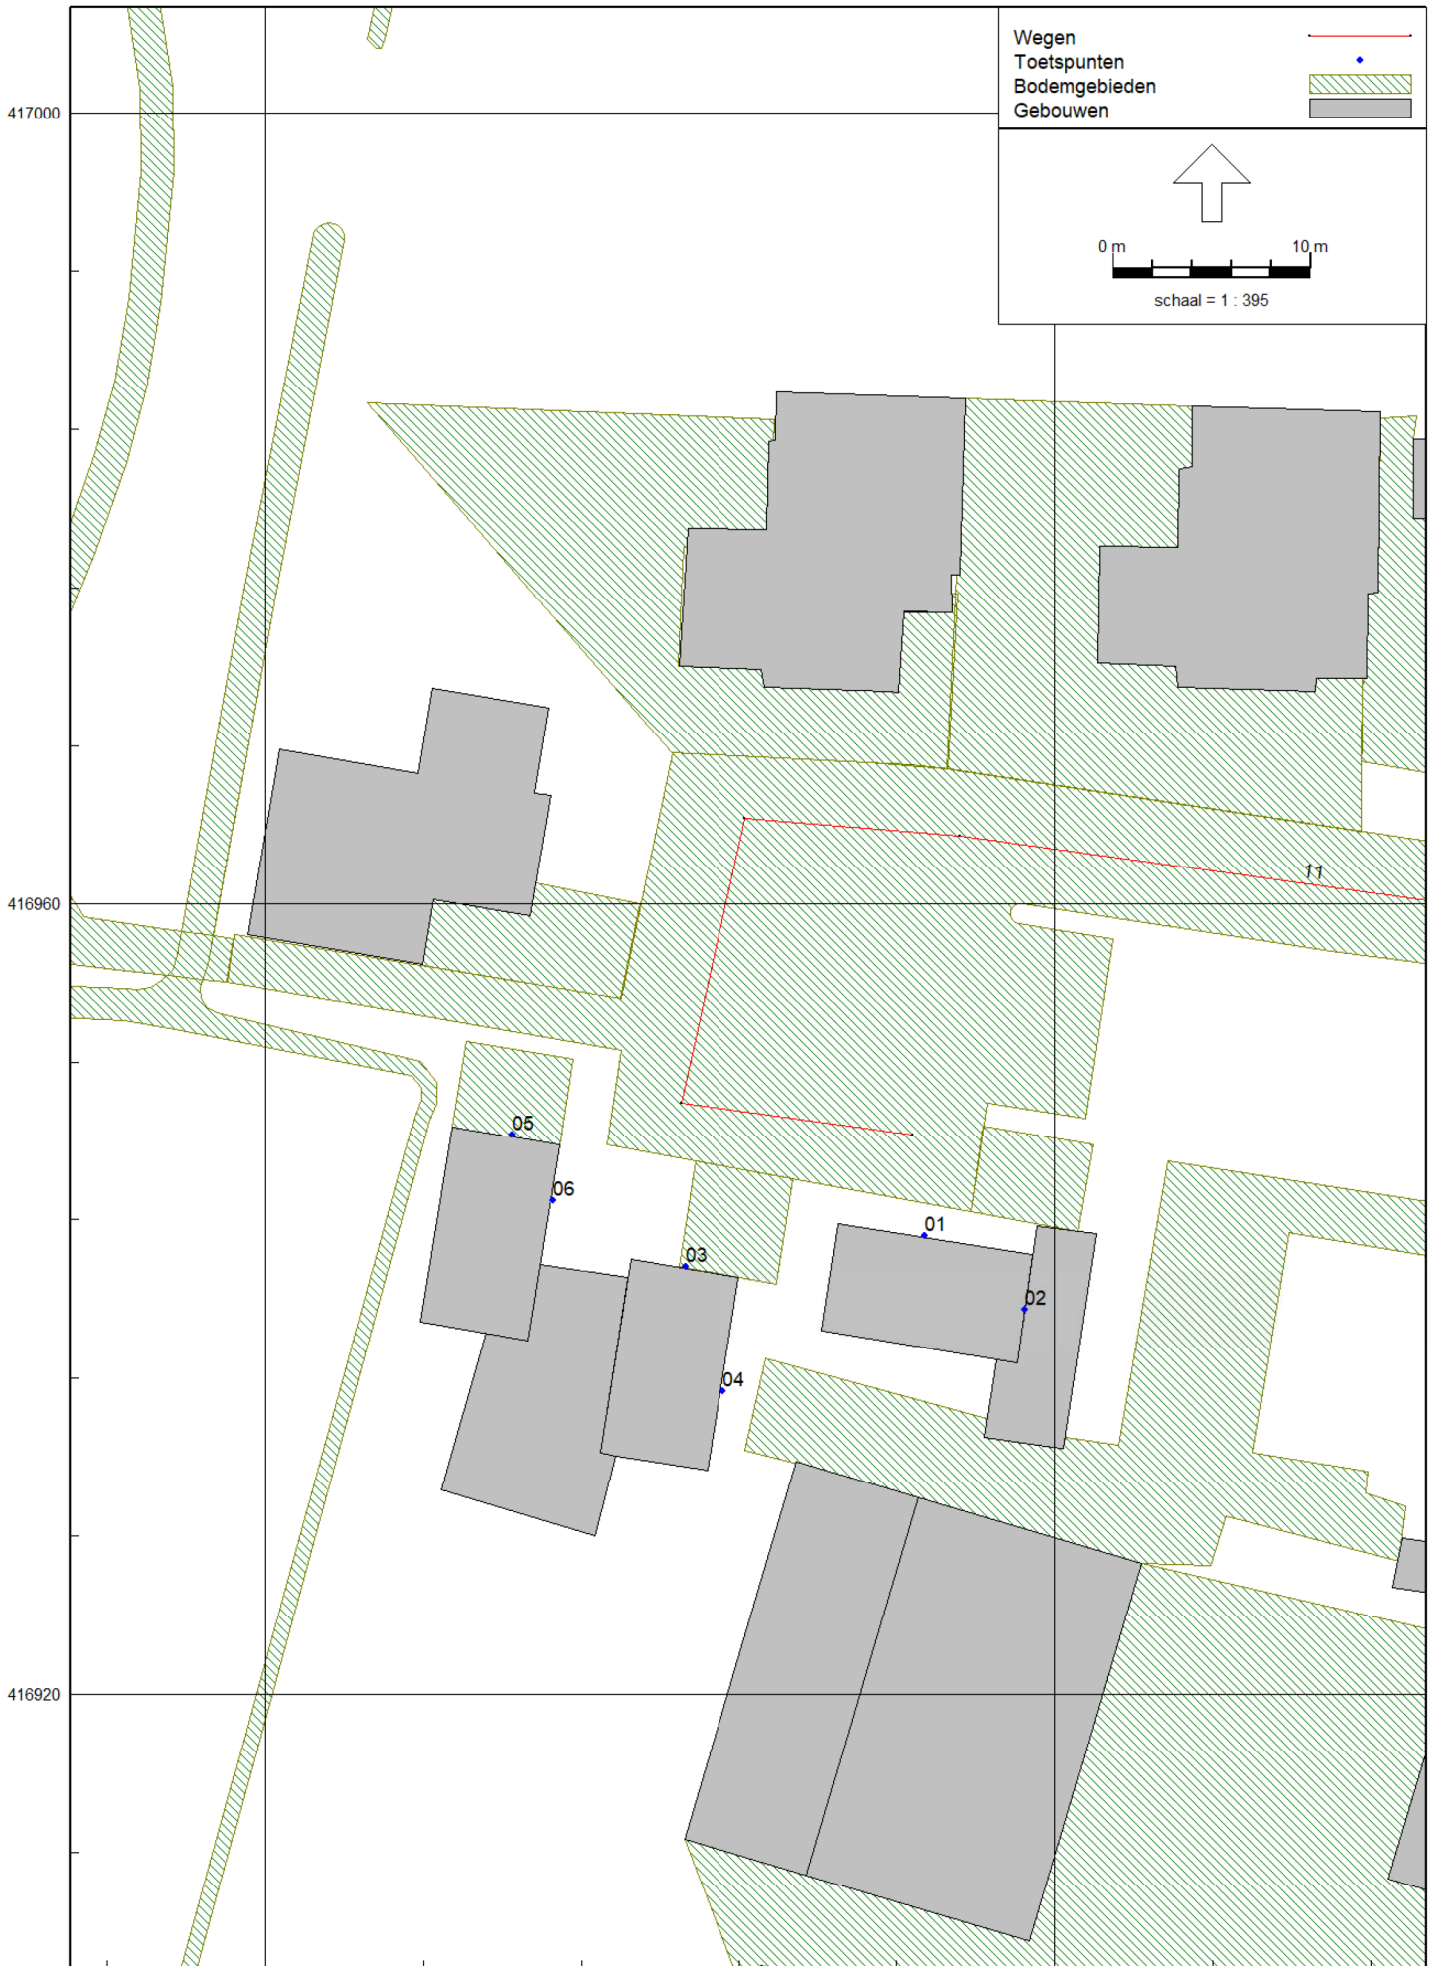 Wegen
Toetspunten
Bodemgebieden
Gebouwen
417000
0 m 10 m
schaal = 1 : 395
11
416960
05
06
01
03
02
04
416920